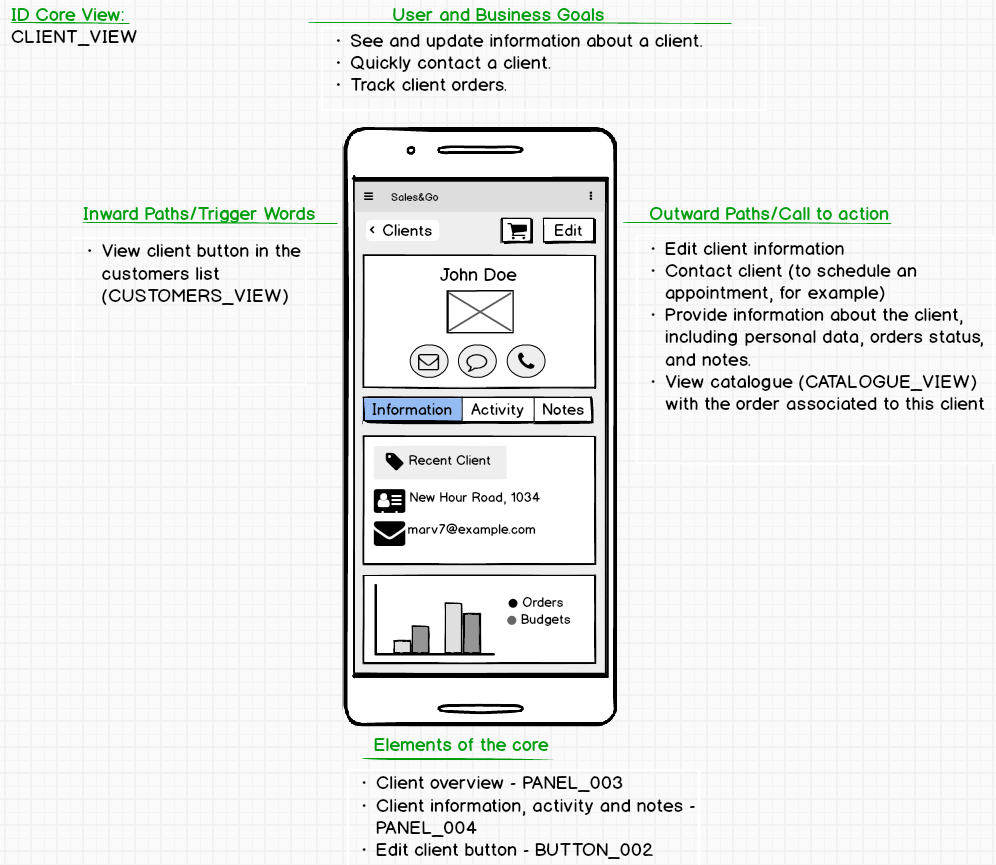 ID Core View:
CLIENT_VIEW
User and Business Goals
· See and update information about a client.
· Quickly contact a client.
· Track client orders.
Inward Paths/Trigger Words
· View client button in the
customers list
(CUSTOMERS_VIEW)
Sales&Go
< Clients
Edit
John Doe
Information
Activity
Notes
Recent Client
New Hour Road, 1034
marv7@example.com
Orders
Budgets
Outward Paths/Call to action
· Edit client information
· Contact client (to schedule an
appointment, for example)
· Provide information about the client,
including personal data, orders status,
and notes.
· View catalogue (CATALOGUE_VIEW)
with the order associated to this client
Elements of the core
· Client overview - PANEL_003
· Client information, activity and notes -
PANEL_004
· Edit client button - BUTTON_002